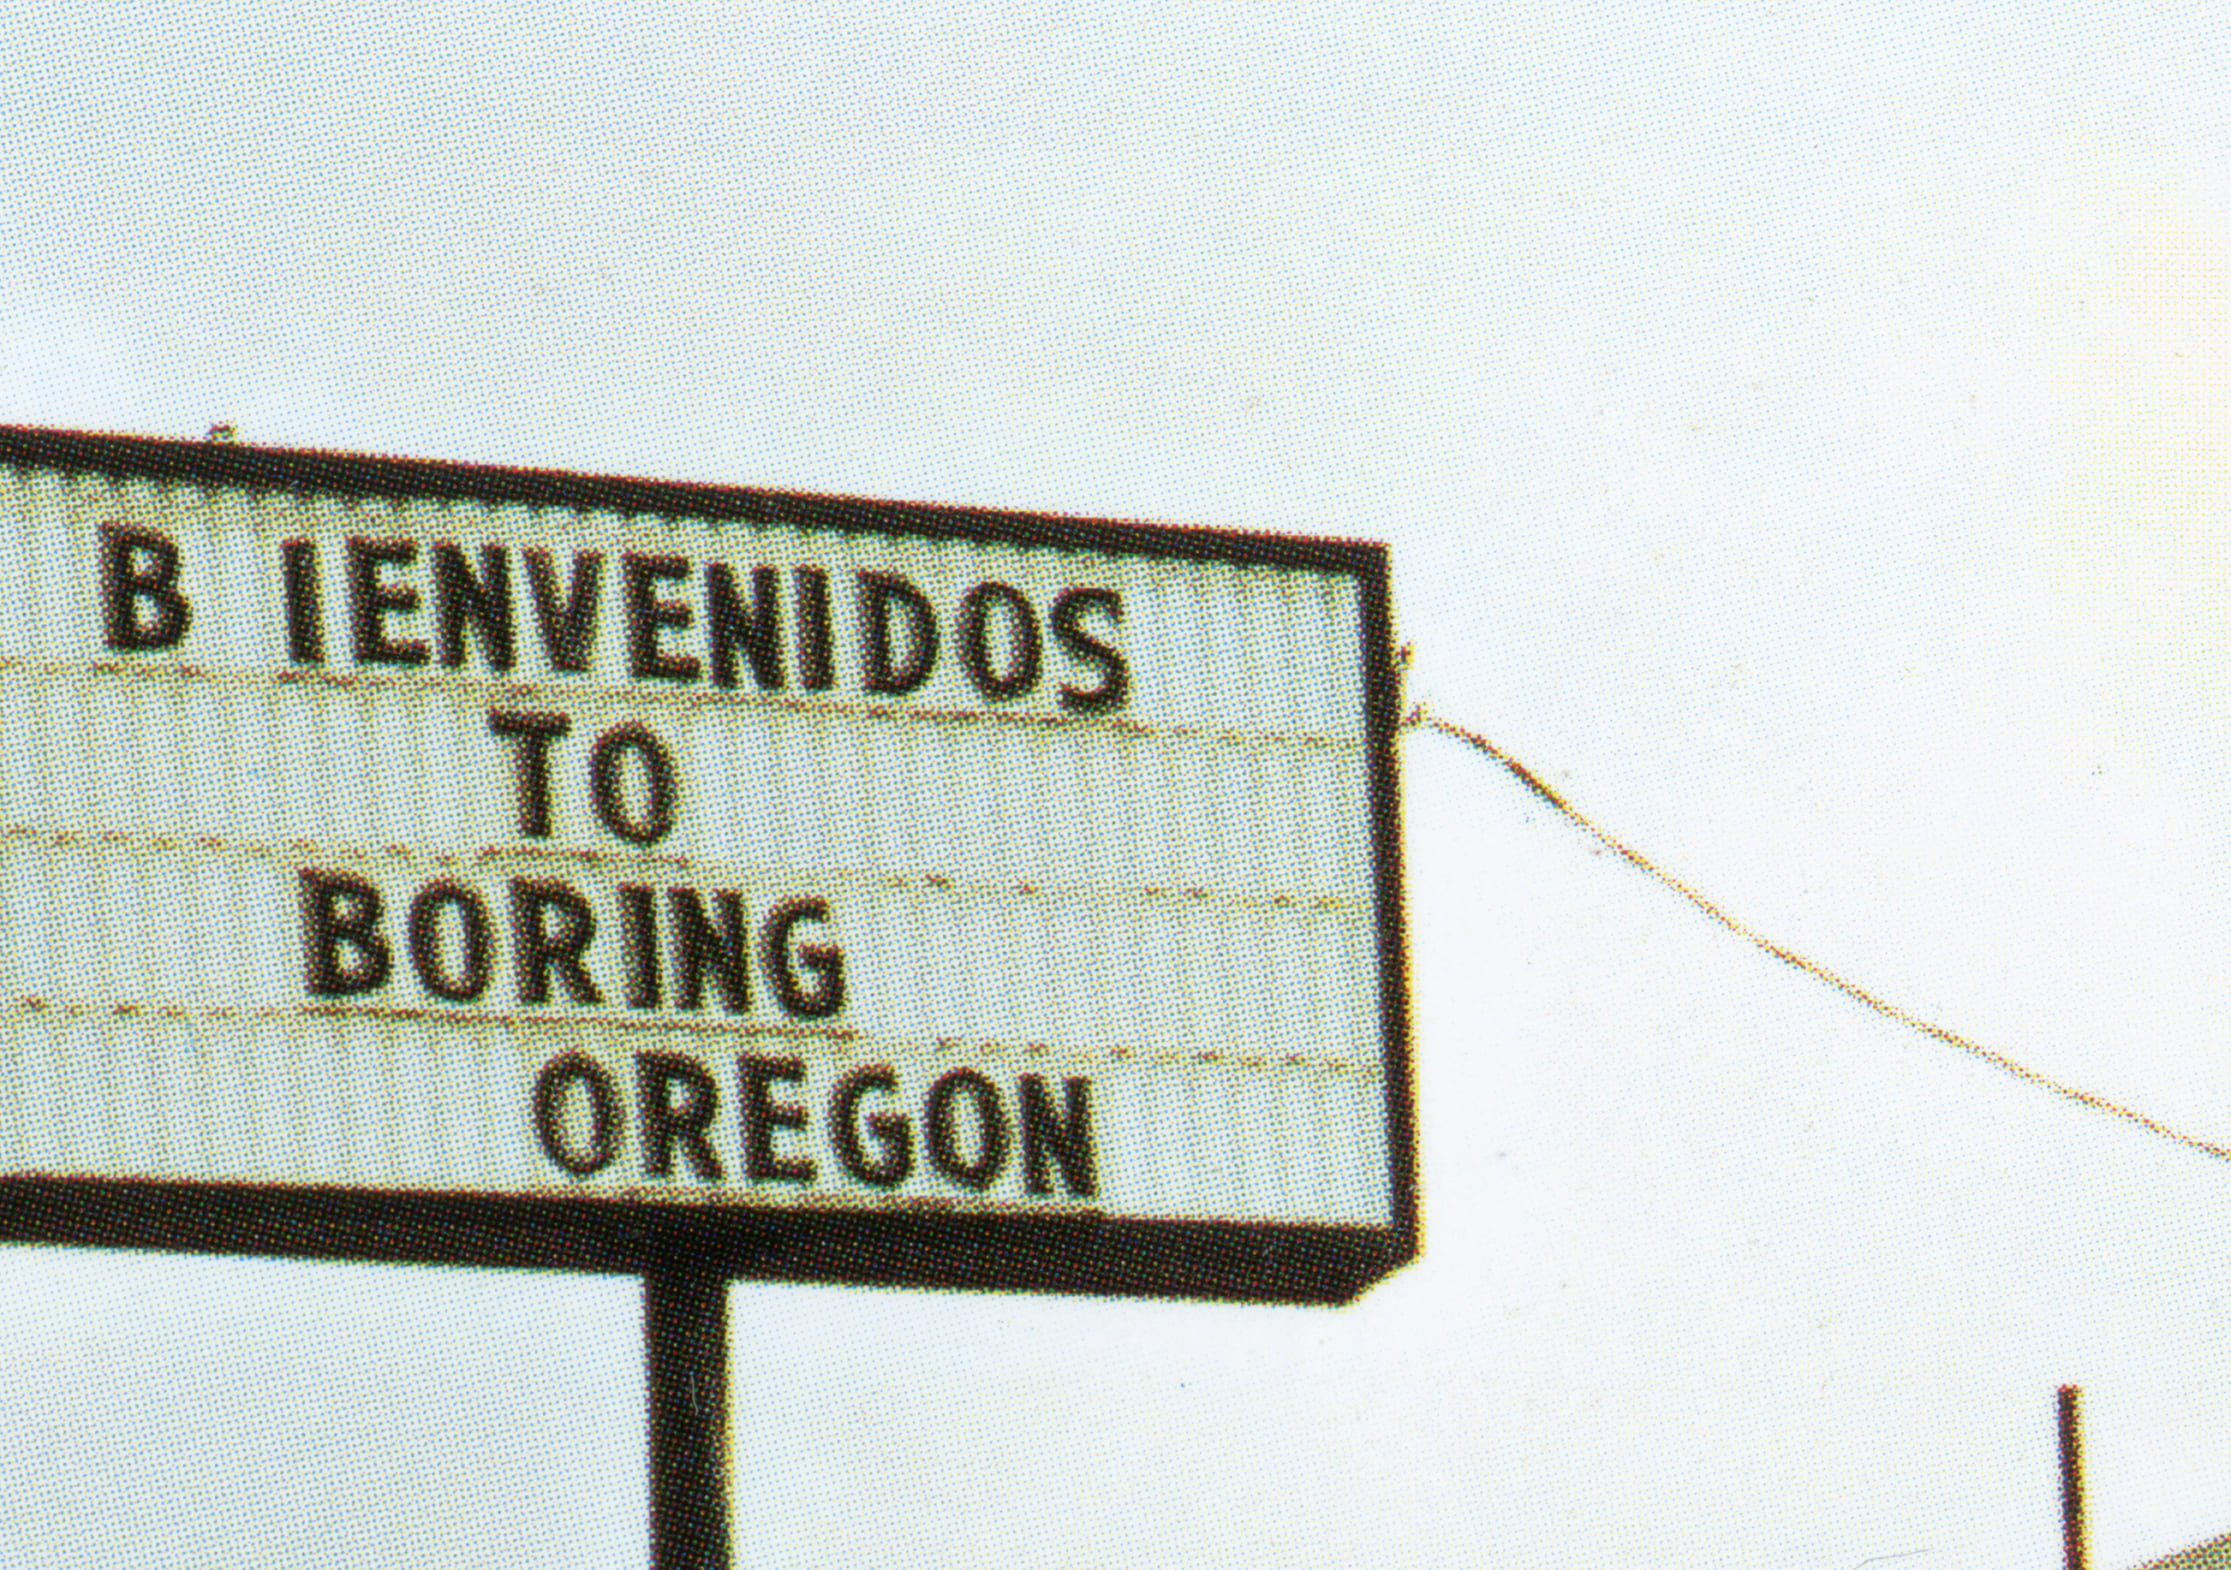 B IENVENIDOS
TO
BORING
OREGON